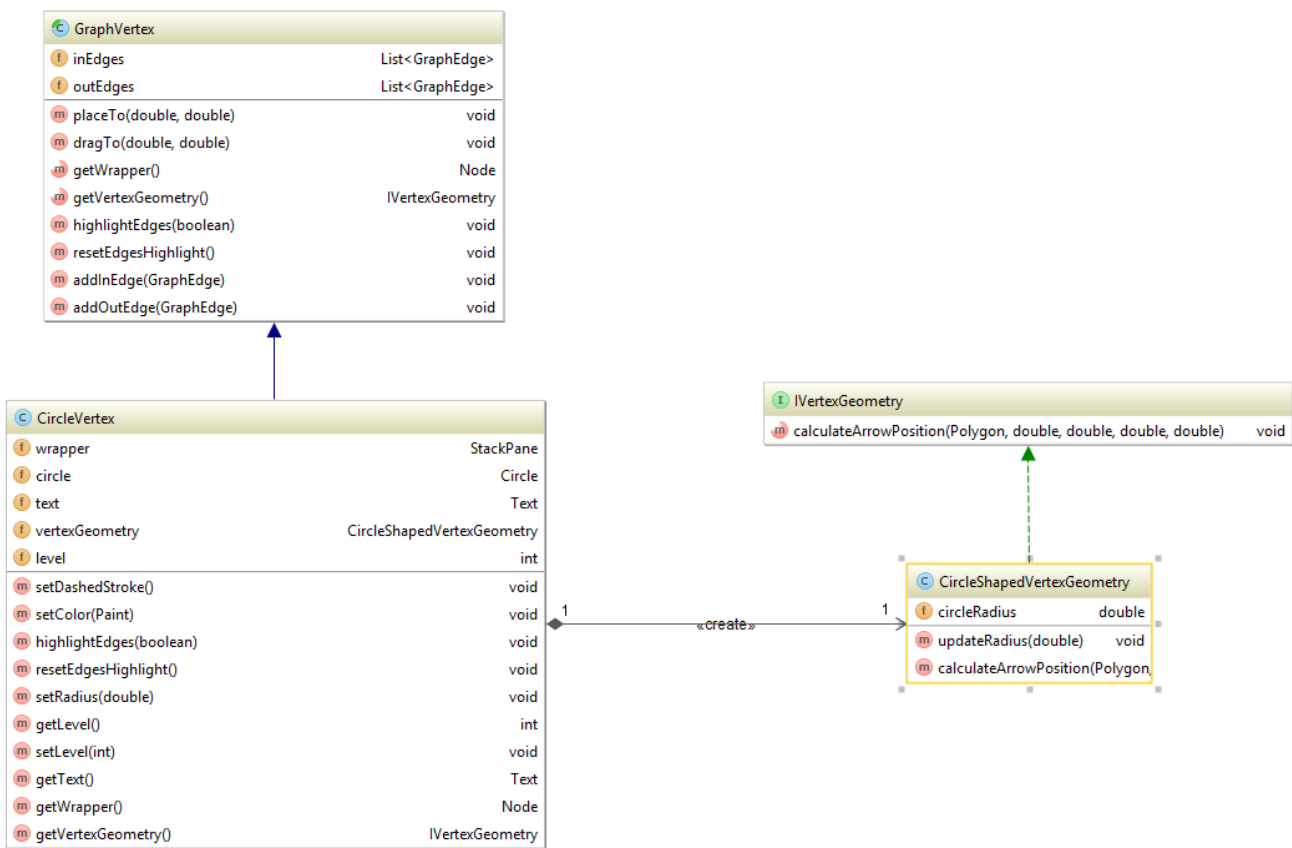 GraphVertex
inEdges List<GraphEdge>
outEdges List<GraphEdge>
placeTo(double, double) void
dragTo(double, double) void
getWrapper() Node
getVertexGeometry() IVertexGeometry
highlightEdges(boolean) void
resetEdgesHighlight() void
addInEdge(GraphEdge) void
addOutEdge(GraphEdge) void
CircleVertex
wrapper StackPane
circle Circle
text Text
vertexGeometry CircleShapedVertexGeometry
level int
setDashedStroke() void
setColor(Paint) void
highlightEdges(boolean) void
resetEdgesHighlight() void
setRadius(double) void
getLevel() int
setLevel(int) void
getText() Text
getWrapper() Node
getVertexGeometry() IVertexGeometry
1 «create» 1
IVertexGeometry
calculateArrowPosition(Polygon, double, double, double, double) void
CircleShapedVertexGeometry
circleRadius double
updateRadius(double) void
calculateArrowPosition(Polygon,